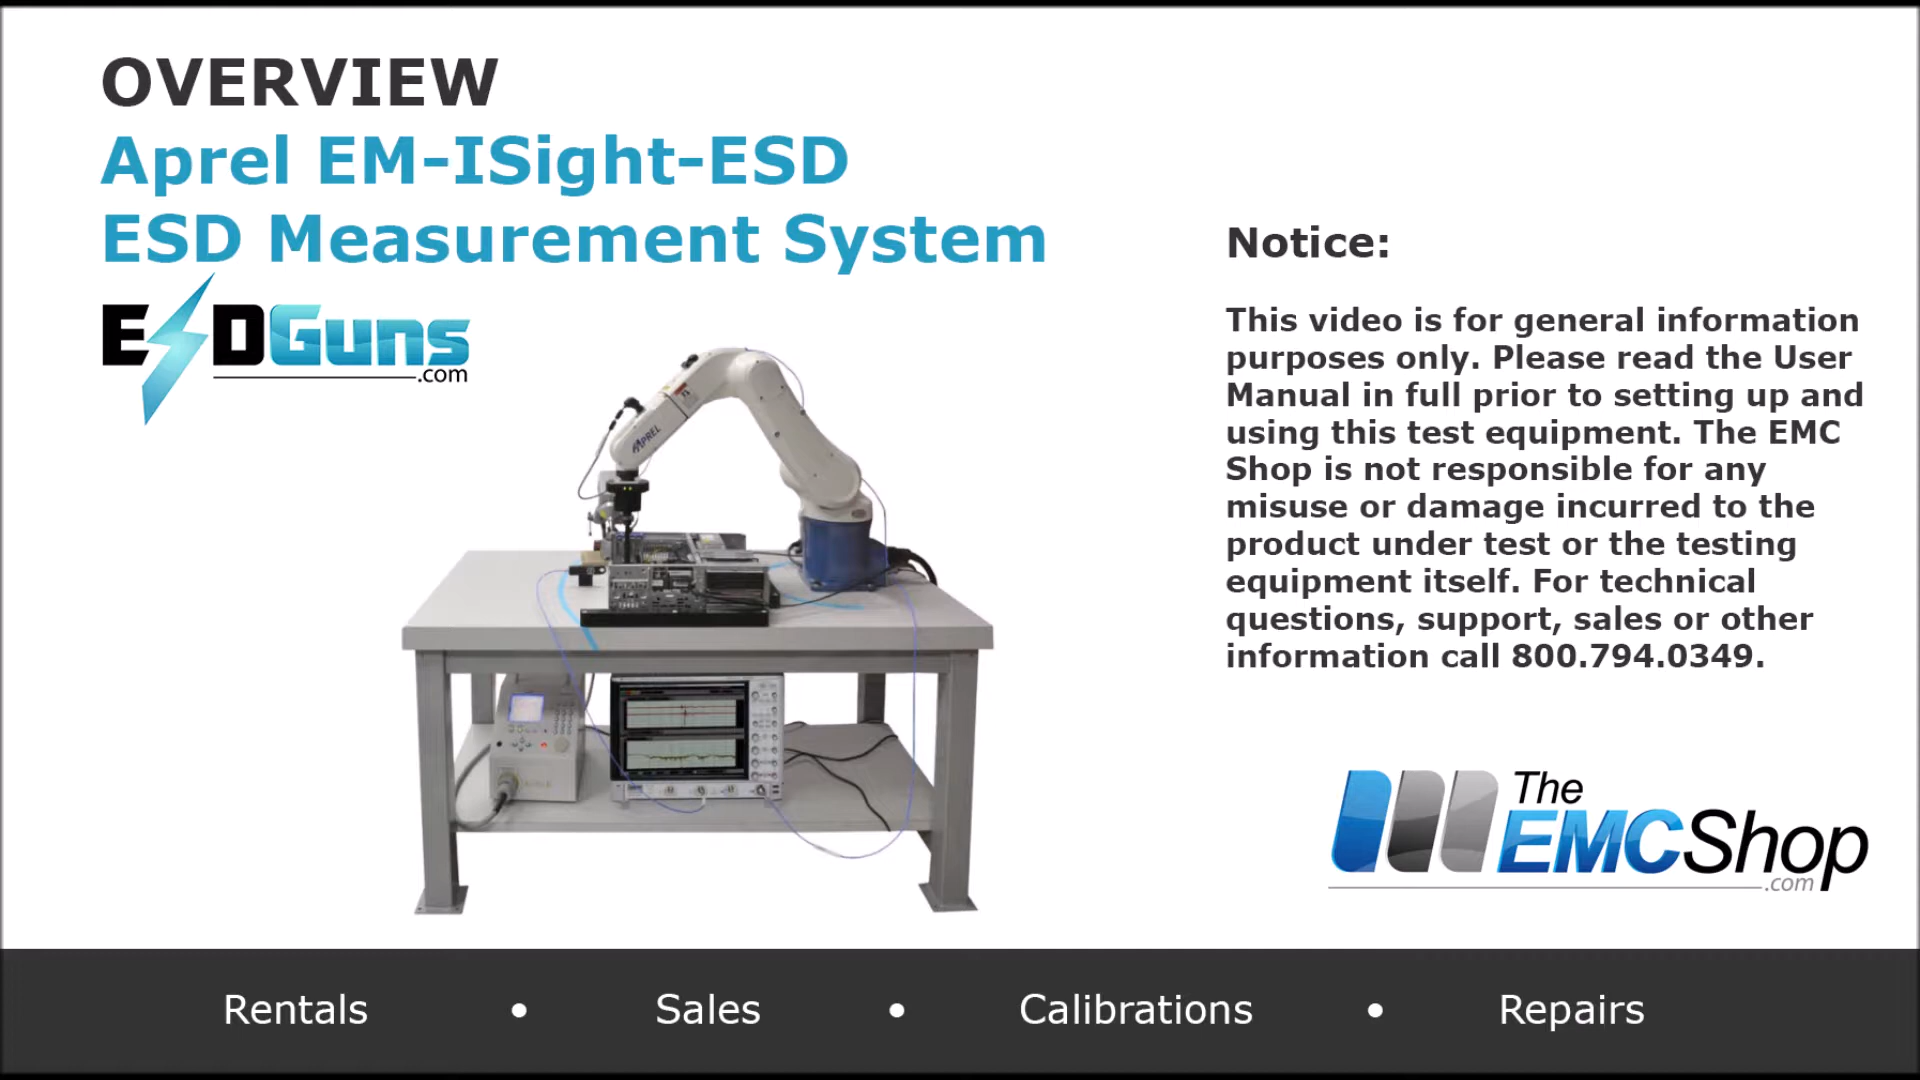 OVERVIEW
Aprel EM-ISight-ESD
ESD Measurement System
ESDGuns
.com
APREL
Notice:
This video is for general information
purposes only. Please read the User
Manual in full prior to setting up and
using this test equipment. The EMC
Shop is not responsible for any
misuse or damage incurred to the
product under test or the testing
equipment itself. For technical
questions, support, sales or other
information call 800.794.0349.
The
EMCShop
.com
Rentals • Sales • Calibrations • Repairs